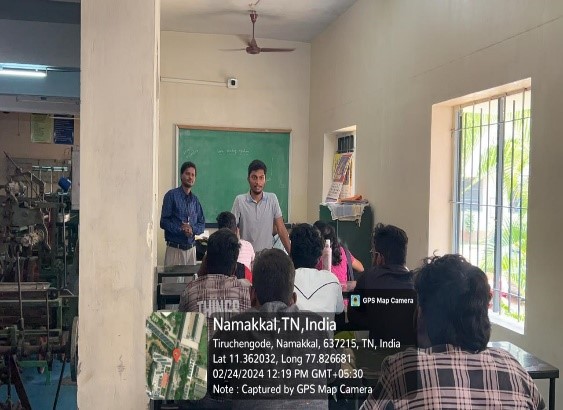 THINGS
GPS Map Camera
Namakkal,TN,India
Tiruchengode, Namakkal, 637215, TN, India
Lat 11.362032, Long 77.826681
02/24/2024 12:19 PM GMT+05:30
Note : Captured by GPS Map Camera